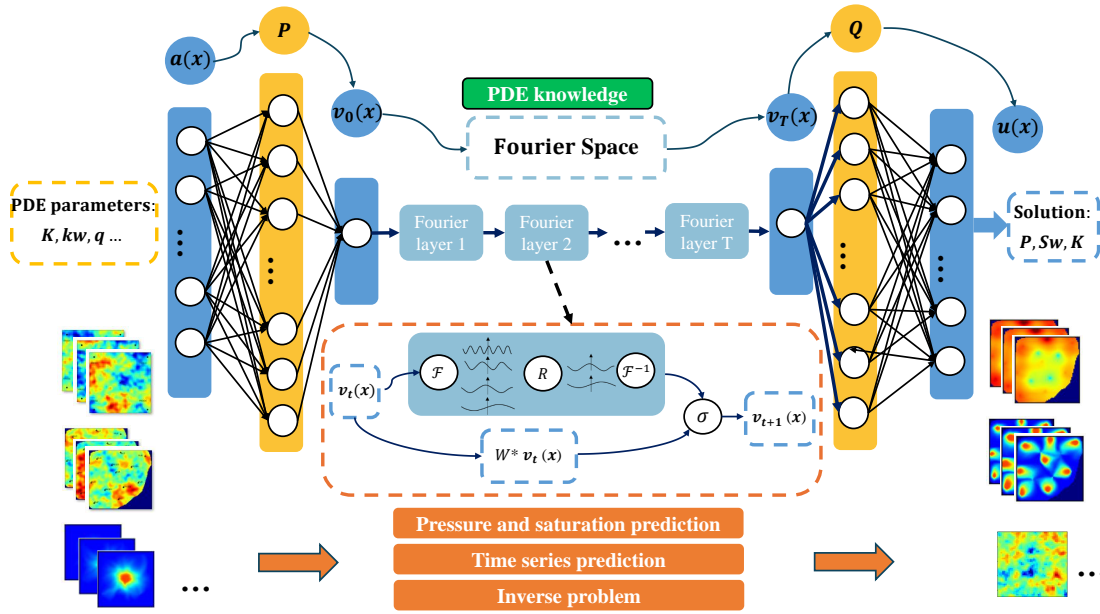 P
Q
a(x)
v₀(x)
PDE knowledge
Fourier Space
v_T(x)
u(x)
PDE parameters:
K, kw, q ...
Fourier
layer 1
Fourier
layer 2
...
Fourier
layer T
Solution:
P, Sw, K
v_t(x)
ℱ
R
ℱ⁻¹
σ
v_{t+1}(x)
W* v_t(x)
Pressure and saturation prediction
Time series prediction
Inverse problem
...
...